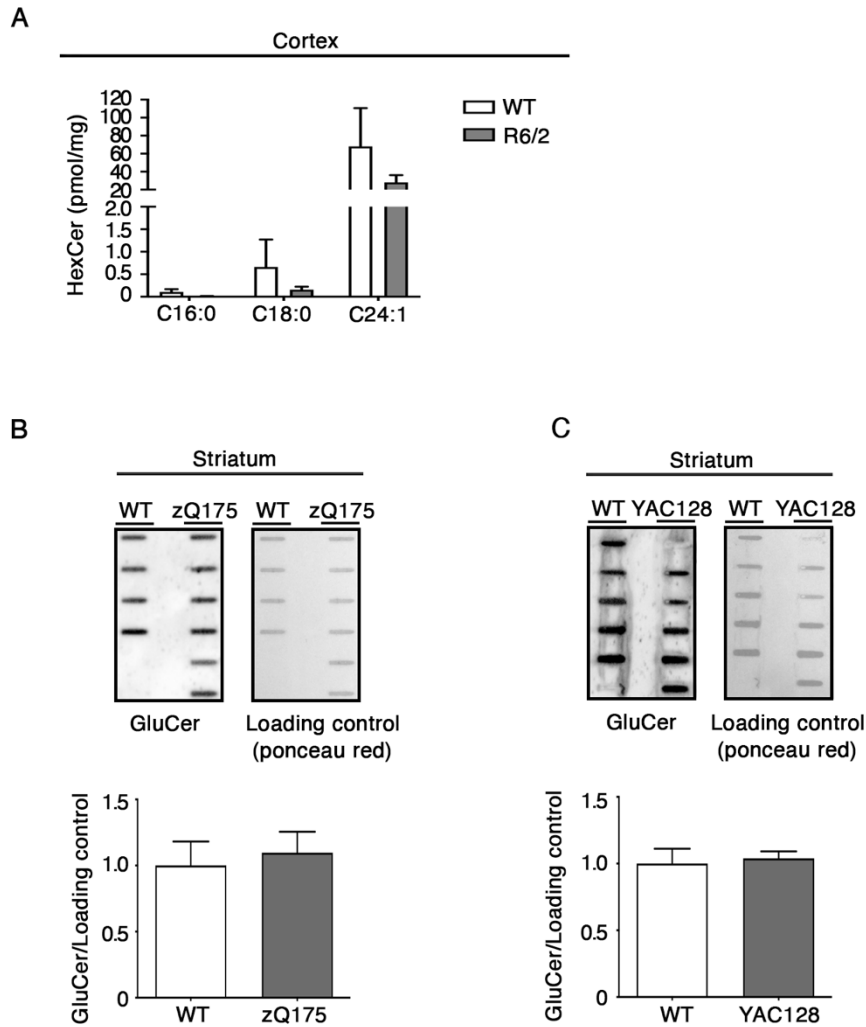 A
Cortex
HexCer (pmol/mg)
120
100
80
60
40
20
2.0
1.5
1.0
0.5
0
C16:0 C18:0 C24:1
WT
R6/2
B
Striatum
WT zQ175 WT zQ175
GluCer Loading control
(ponceau red)
GluCer/Loading control
1.5
1.0
0.5
0
WT zQ175
C
Striatum
WT YAC128 WT YAC128
GluCer Loading control
(ponceau red)
GluCer/Loading control
1.5
1.0
0.5
0
WT YAC128